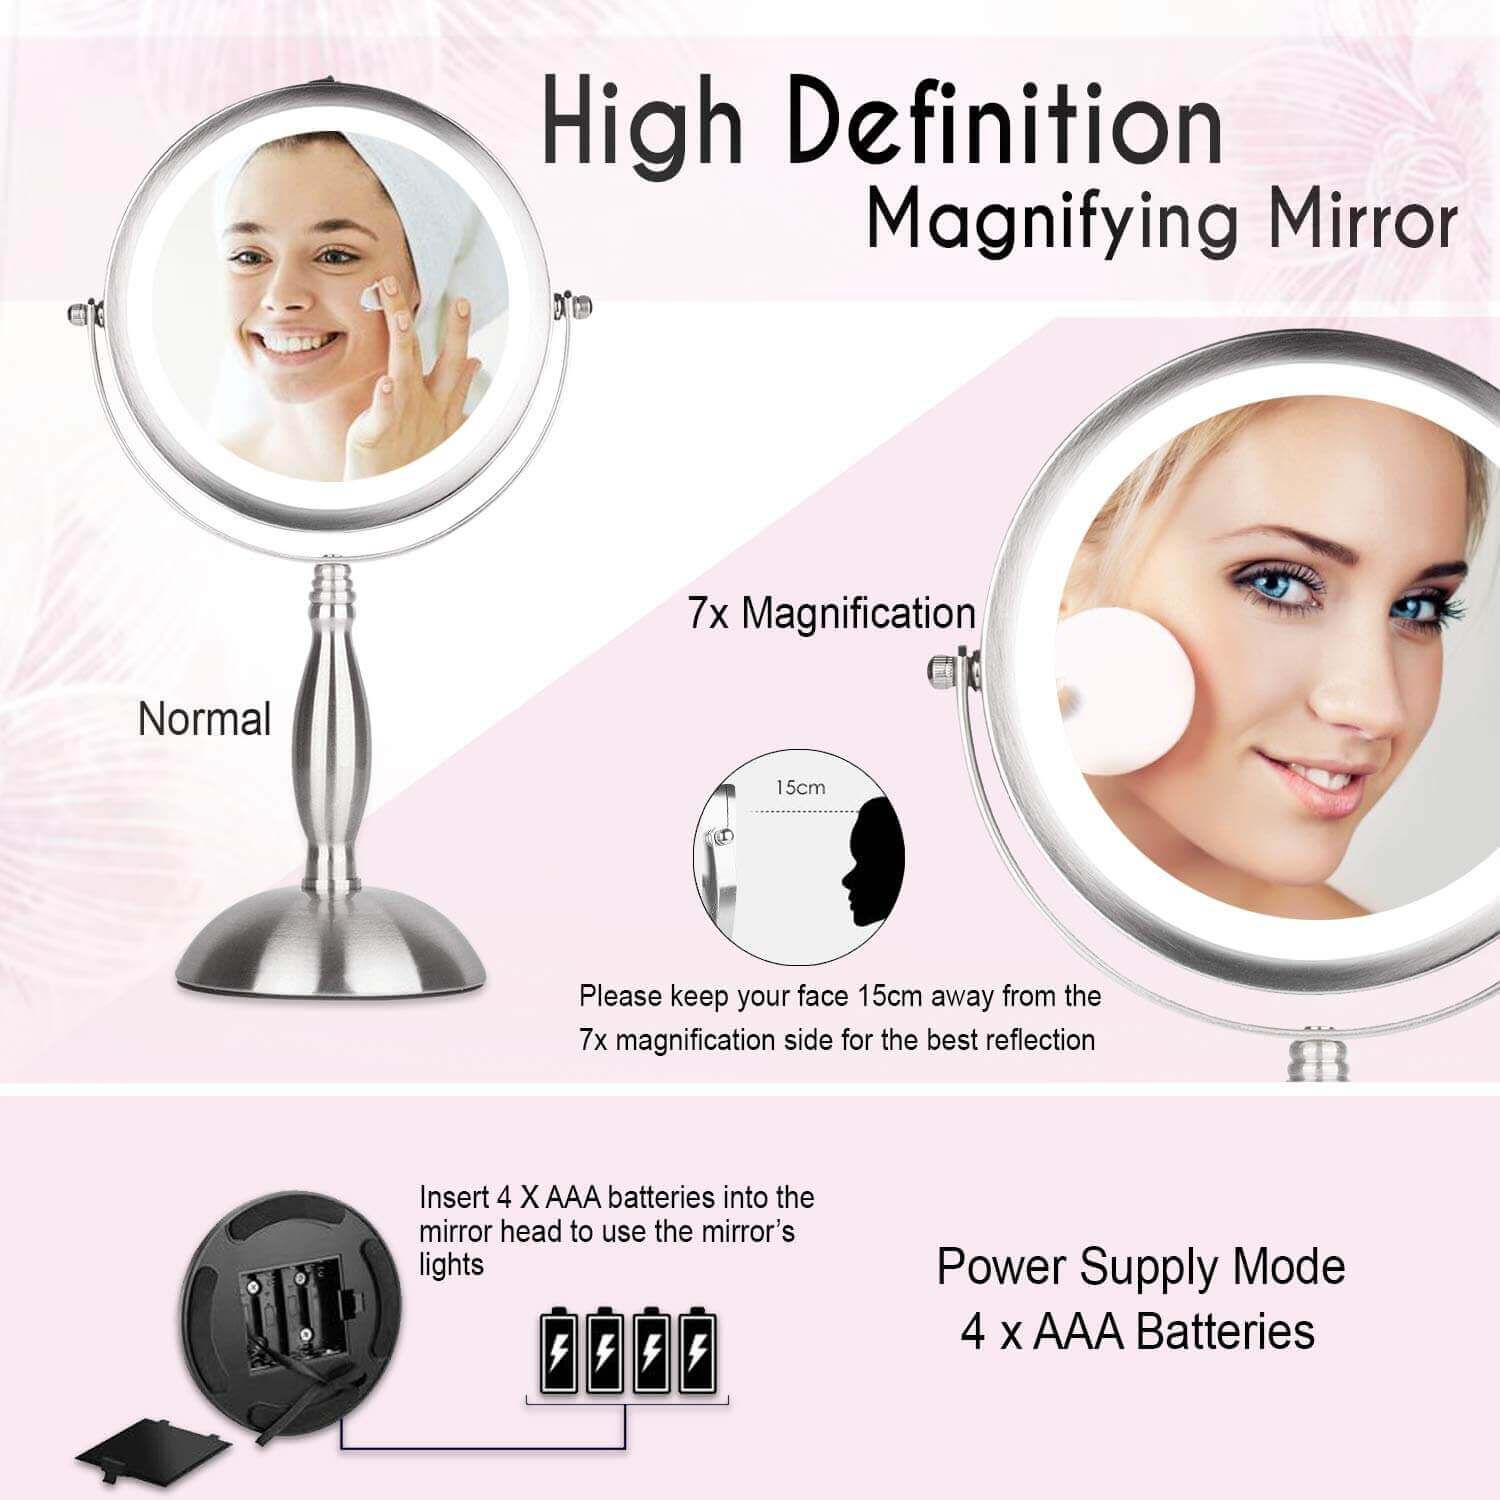 High Definition
Magnifying Mirror
7x Magnification
Normal
15cm
Please keep your face 15cm away from the
7x magnification side for the best reflection
Insert 4 X AAA batteries into the
mirror head to use the mirror's
lights
Power Supply Mode
4 x AAA Batteries